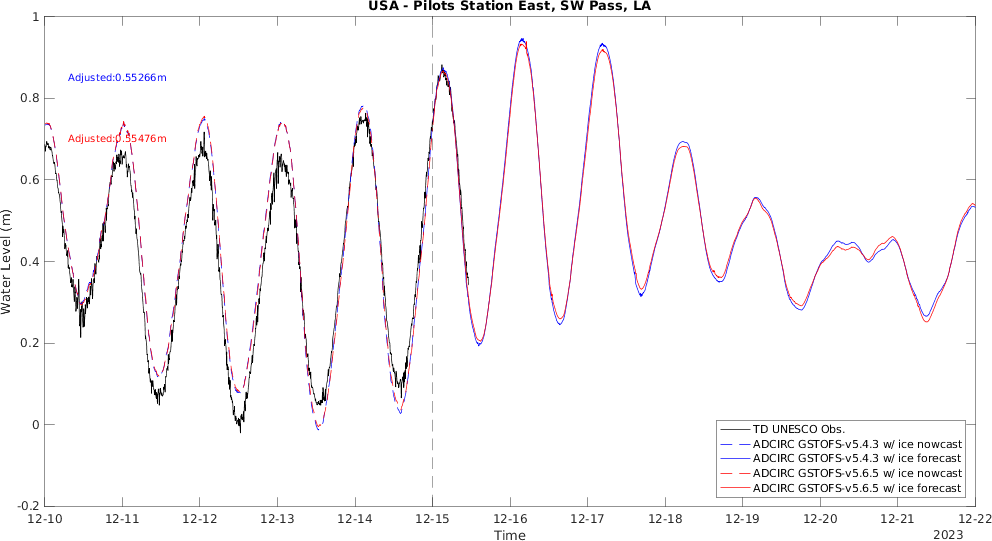 USA - Pilots Station East, SW Pass, LA
1
0.8
0.6
0.4
0.2
0
-0.2
Water Level (m)
Adjusted:0.55266m
Adjusted:0.55476m
TD UNESCO Obs.
ADCIRC GSTOFS-v5.4.3 w/ ice nowcast
ADCIRC GSTOFS-v5.4.3 w/ ice forecast
ADCIRC GSTOFS-v5.6.5 w/ ice nowcast
ADCIRC GSTOFS-v5.6.5 w/ ice forecast
12-10 12-11 12-12 12-13 12-14 12-15 12-16 12-17 12-18 12-19 12-20 12-21 12-22
Time
2023